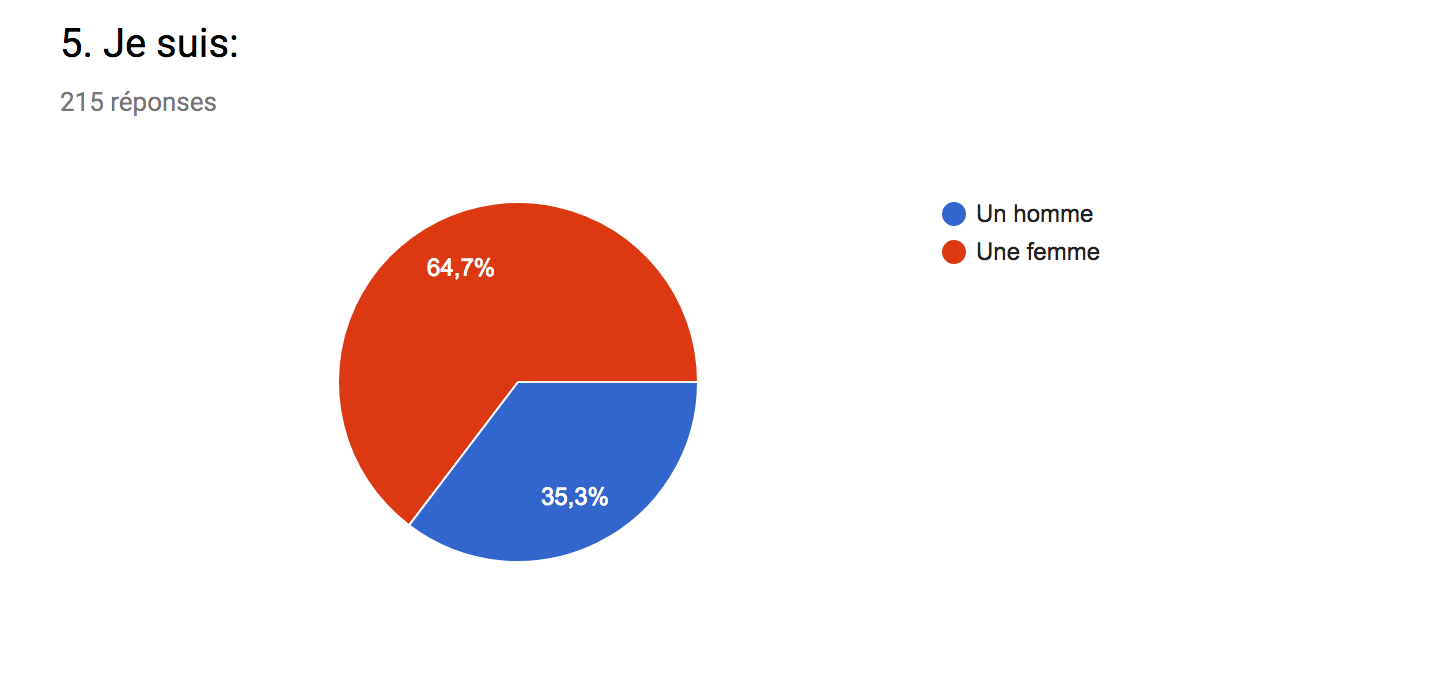 5. Je suis:
215 réponses
Un homme
Une femme
64,7%
35,3%